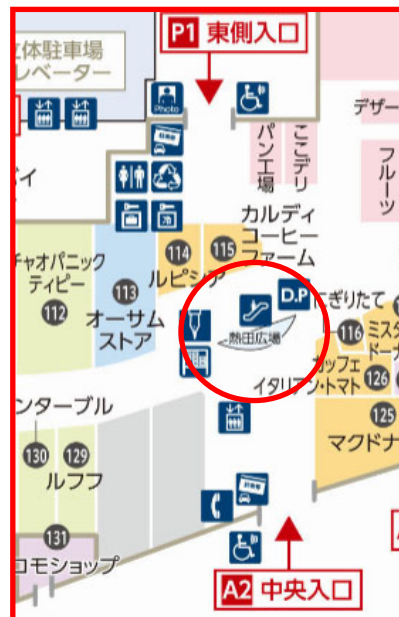 P1 東側入口
立体駐車場
エレベーター
Photo
デザー
パン工場
ここデリ
フルーツ
イ
カルディ
コーヒー
ファーム
114
115
ルピシア
チャオパニック
ティピー
112
113
オーサム
ストア
D.P
にぎりたて
熱田広場
116
ミスタ
ドーナ
カッフェ
イタリアン・トマト
126
125
マクドナ
ンターブル
130
129
ルフフ
131
コモショップ
A2 中央入口